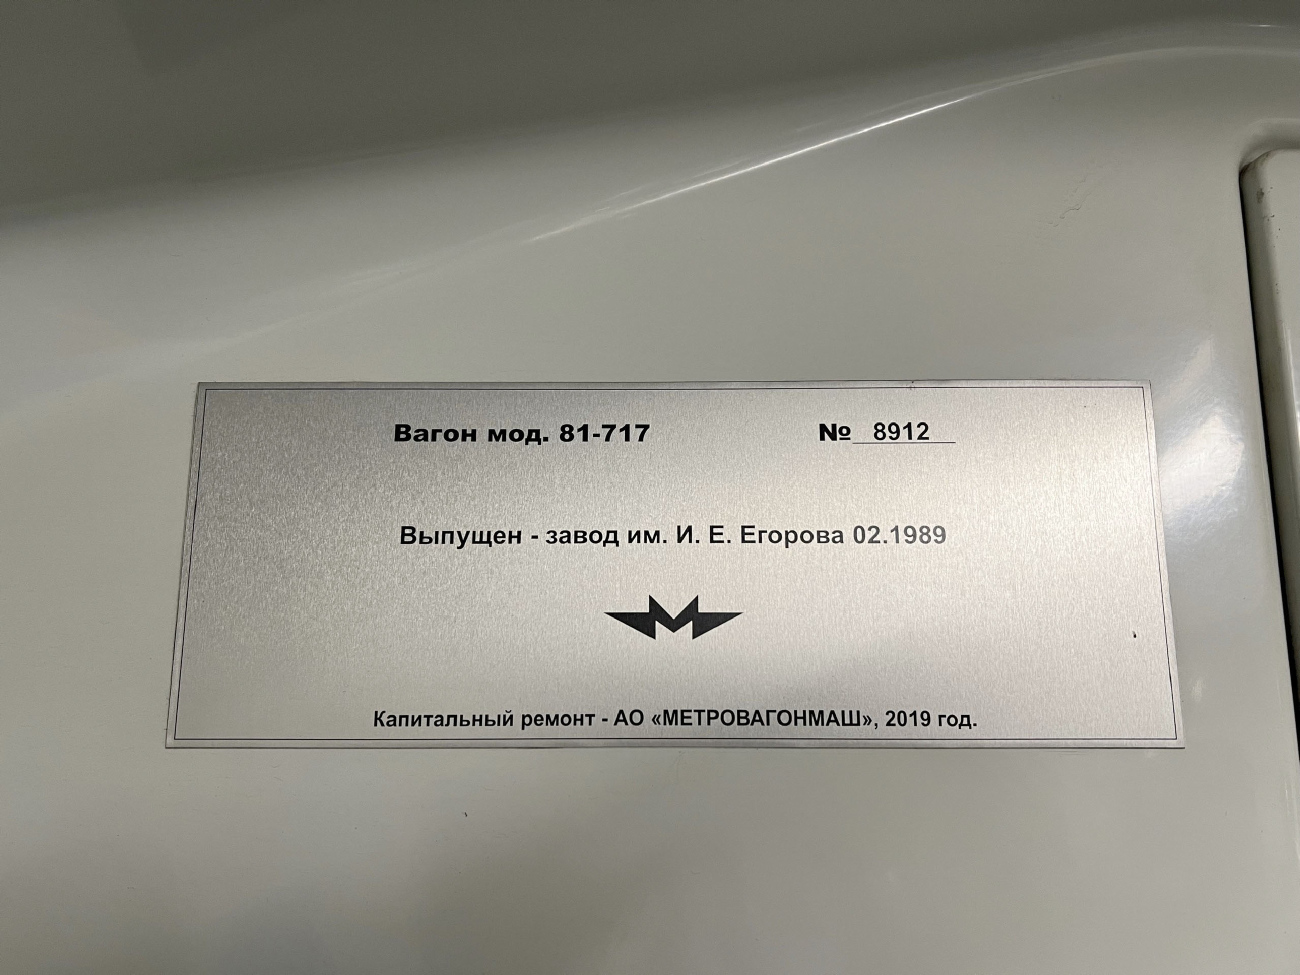 Вагон мод. 81-717 № 8912
Выпущен - завод им. И. Е. Егорова 02.1989
Капитальный ремонт - АО «МЕТРОВАГОНМАШ», 2019 год.